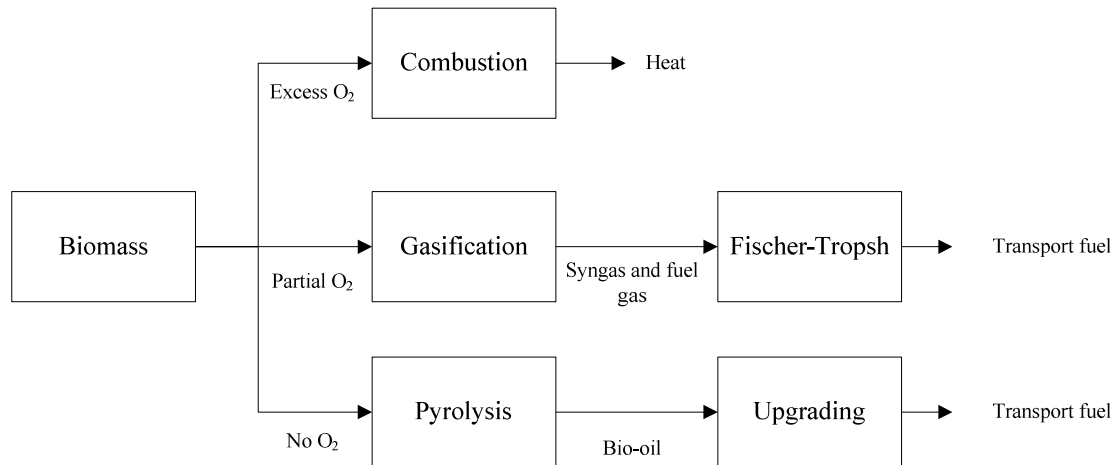 Combustion
Heat
Excess O₂
Biomass
Gasification
Fischer-Tropsh
Transport fuel
Partial O₂
Syngas and fuel
gas
Pyrolysis
Upgrading
Transport fuel
No O₂
Bio-oil